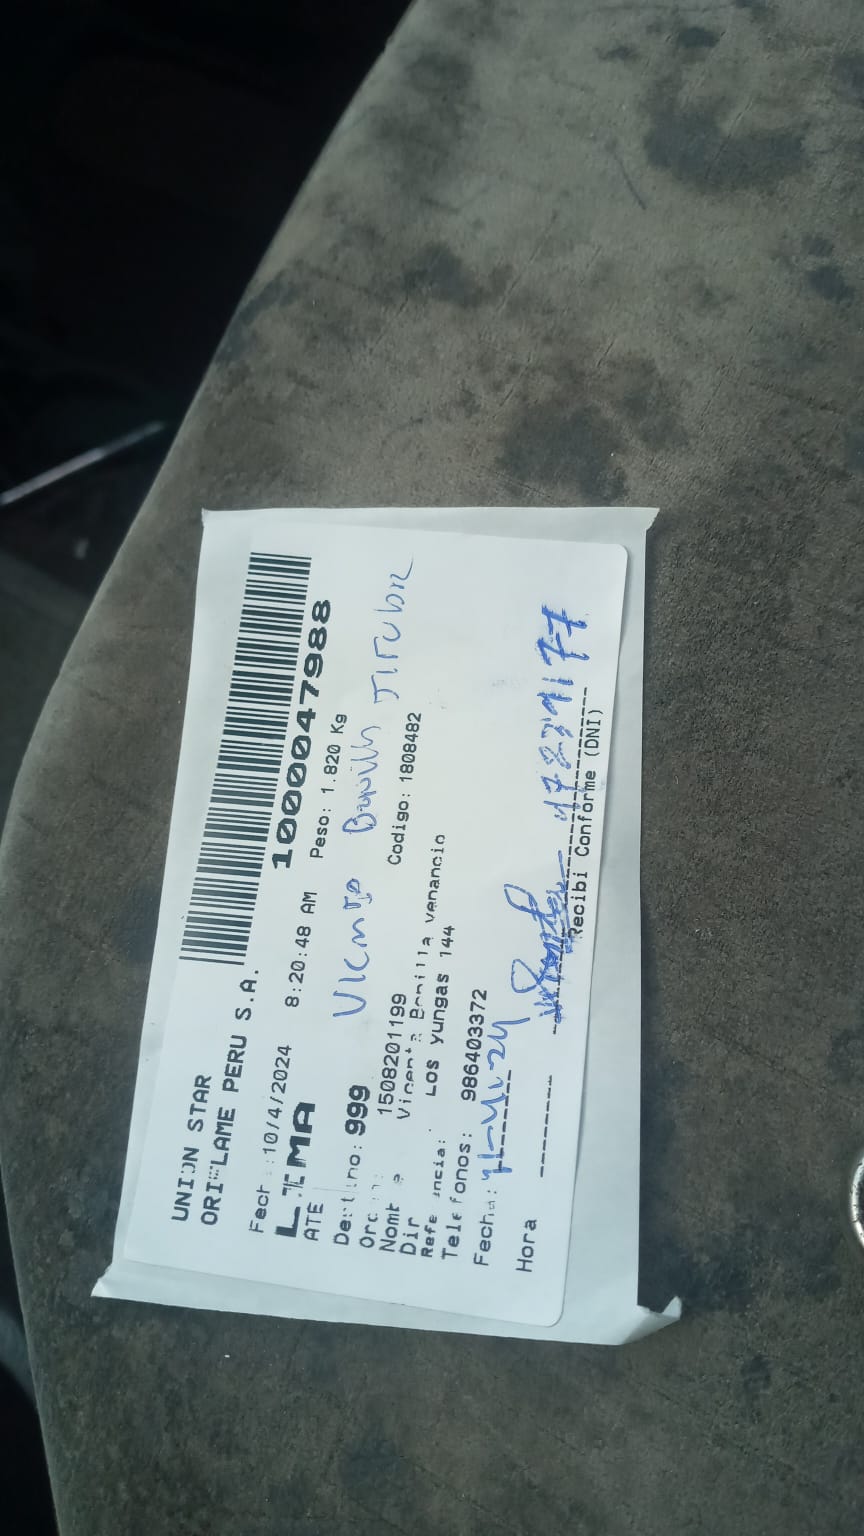 UNION STAR
ORIFLAME PERU S.A.
10000047988
Fecha:10/4/2024 8:20:48 AM Peso: 1.820 Kg
LIMA
ATE
Destino: 999
Vicente Bonilla
Orden: 1508201199 Codigo: 1808482
Nombre Vicenta Bonilla venancio
Dir
Referencia: LOS yungas 144
Telefonos: 986403372
Fecha:
Hora
Recibi Conforme (DNI)